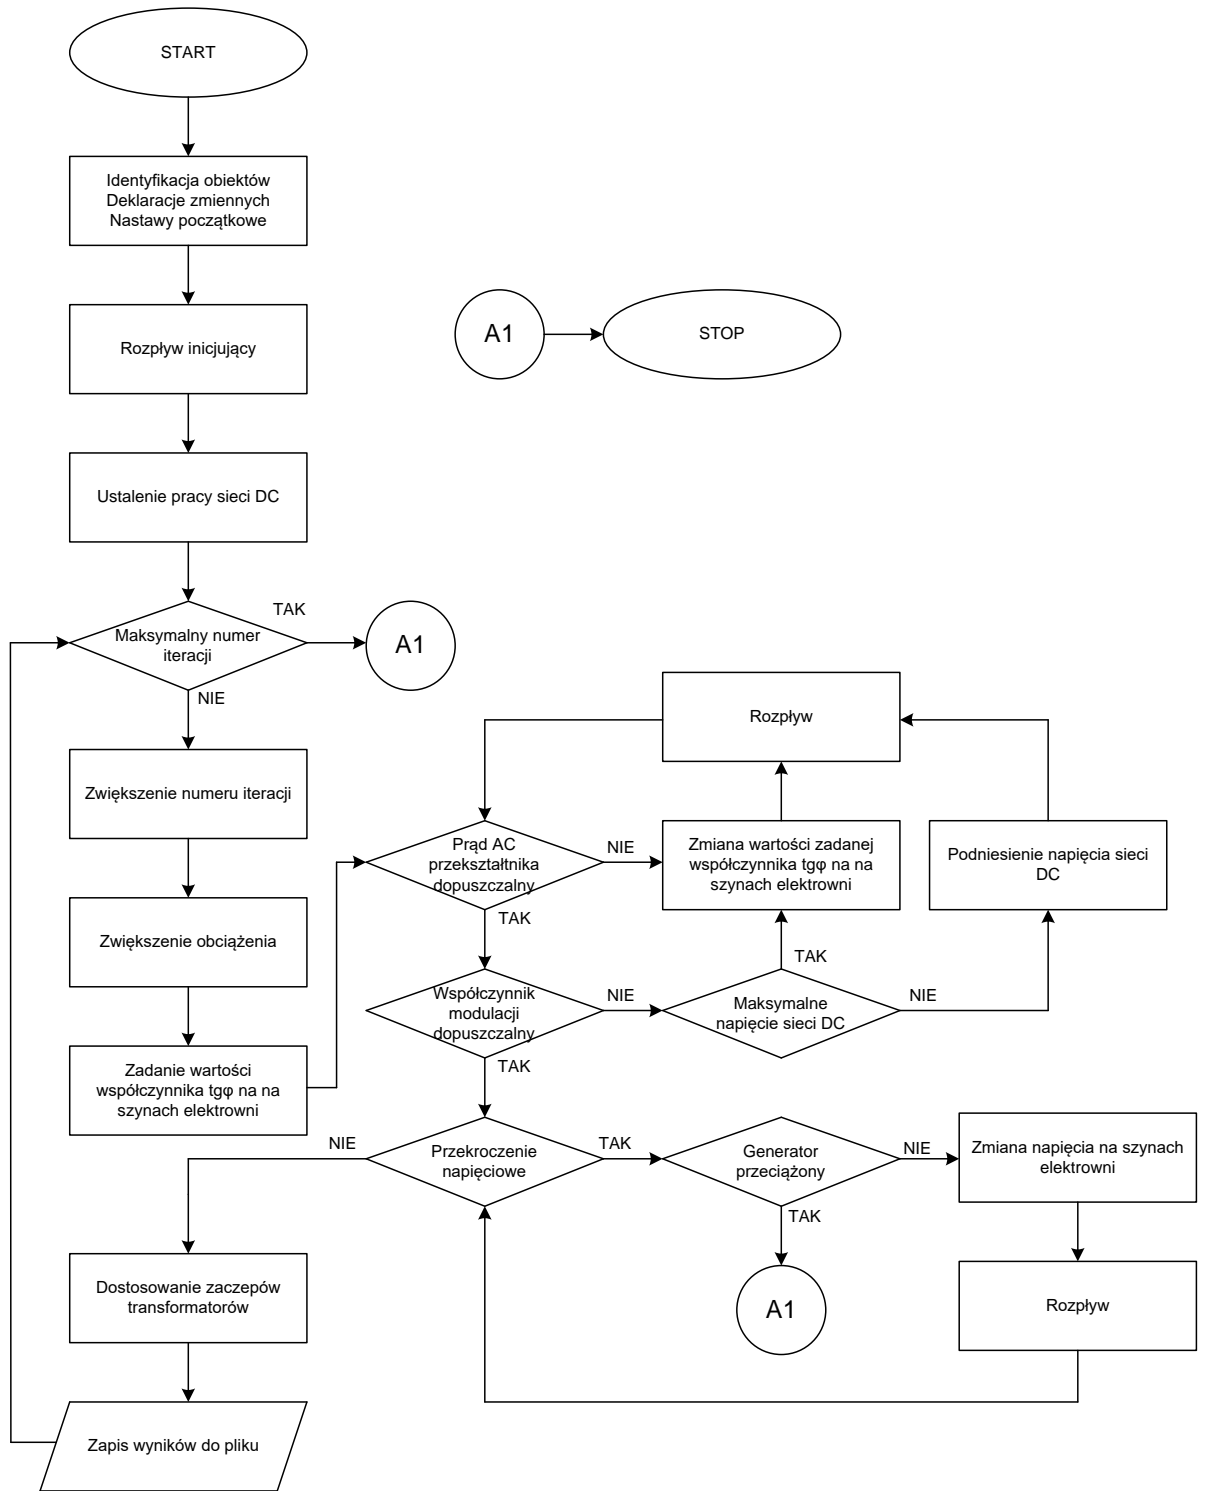 START
Identyfikacja obiektów
Deklaracje zmiennych
Nastawy początkowe
Rozpływ inicjujący
A1
STOP
Ustalenie pracy sieci DC
Maksymalny numer
iteracji
TAK
A1
NIE
Zwiększenie numeru iteracji
Zwiększenie obciążenia
Zadanie wartości
współczynnika tgφ na na
szynach elektrowni
Rozpływ
Prąd AC
przekształtnika
dopuszczalny
NIE
Zmiana wartości zadanej
współczynnika tgφ na na
szynach elektrowni
Podniesienie napięcia sieci
DC
TAK
Współczynnik
modulacji
dopuszczalny
NIE
TAK
Maksymalne
napięcie sieci DC
NIE
TAK
NIE
Przekroczenie
napięciowe
TAK
Generator
przeciążony
NIE
Zmiana napięcia na szynach
elektrowni
TAK
A1
Rozpływ
Dostosowanie zaczepów
transformatorów
Zapis wyników do pliku